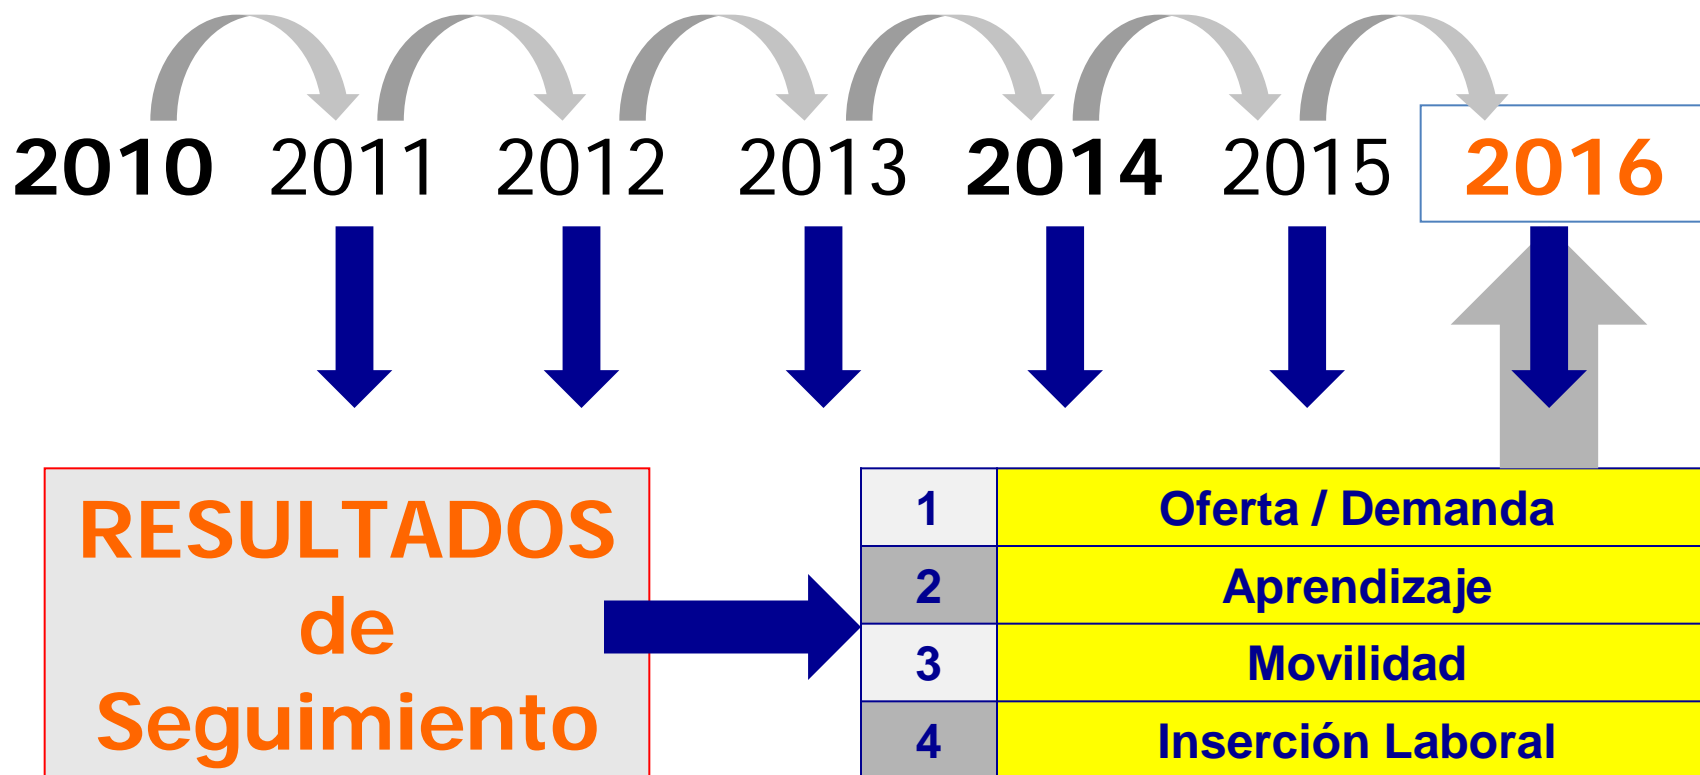 2010 2011 2012 2013 2014 2015 2016
RESULTADOS
de
Seguimiento
1 Oferta / Demanda
2 Aprendizaje
3 Movilidad
4 Inserción Laboral